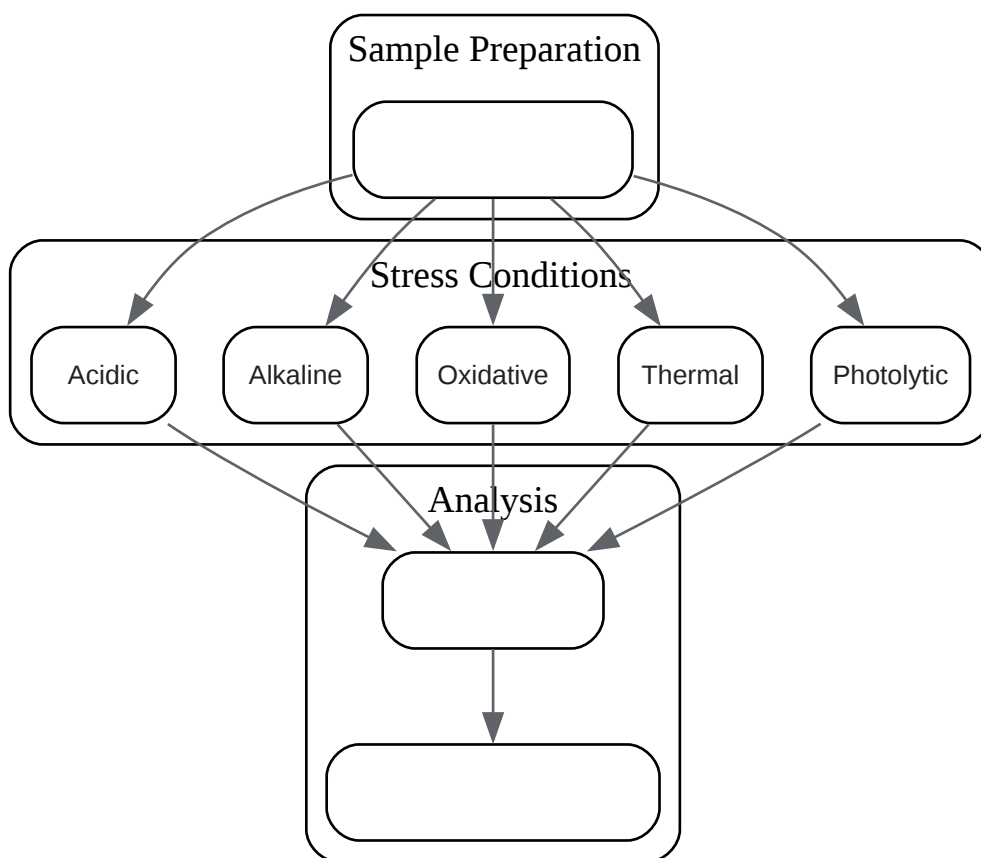 Sample Preparation
Stress Conditions
Acidic
Alkaline
Oxidative
Thermal
Photolytic
Analysis